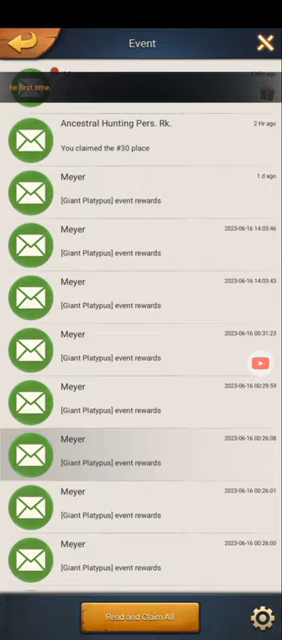 Event
he first time.
Ancestral Hunting Pers. Rk.
2 Hr ago
You claimed the #30 place
Meyer
1 d ago
[Giant Platypus] event rewards
Meyer
2023-06-16 14:03:46
[Giant Platypus] event rewards
Meyer
2023-06-16 14:03:43
[Giant Platypus] event rewards
Meyer
2023-06-16 00:31:23
[Giant Platypus] event rewards
Meyer
2023-06-16 00:29:59
[Giant Platypus] event rewards
Meyer
2023-06-16 00:26:08
[Giant Platypus] event rewards
Meyer
2023-06-16 00:26:01
[Giant Platypus] event rewards
Meyer
2023-06-16 00:26:00
[Giant Platypus] event rewards
Read and Claim All